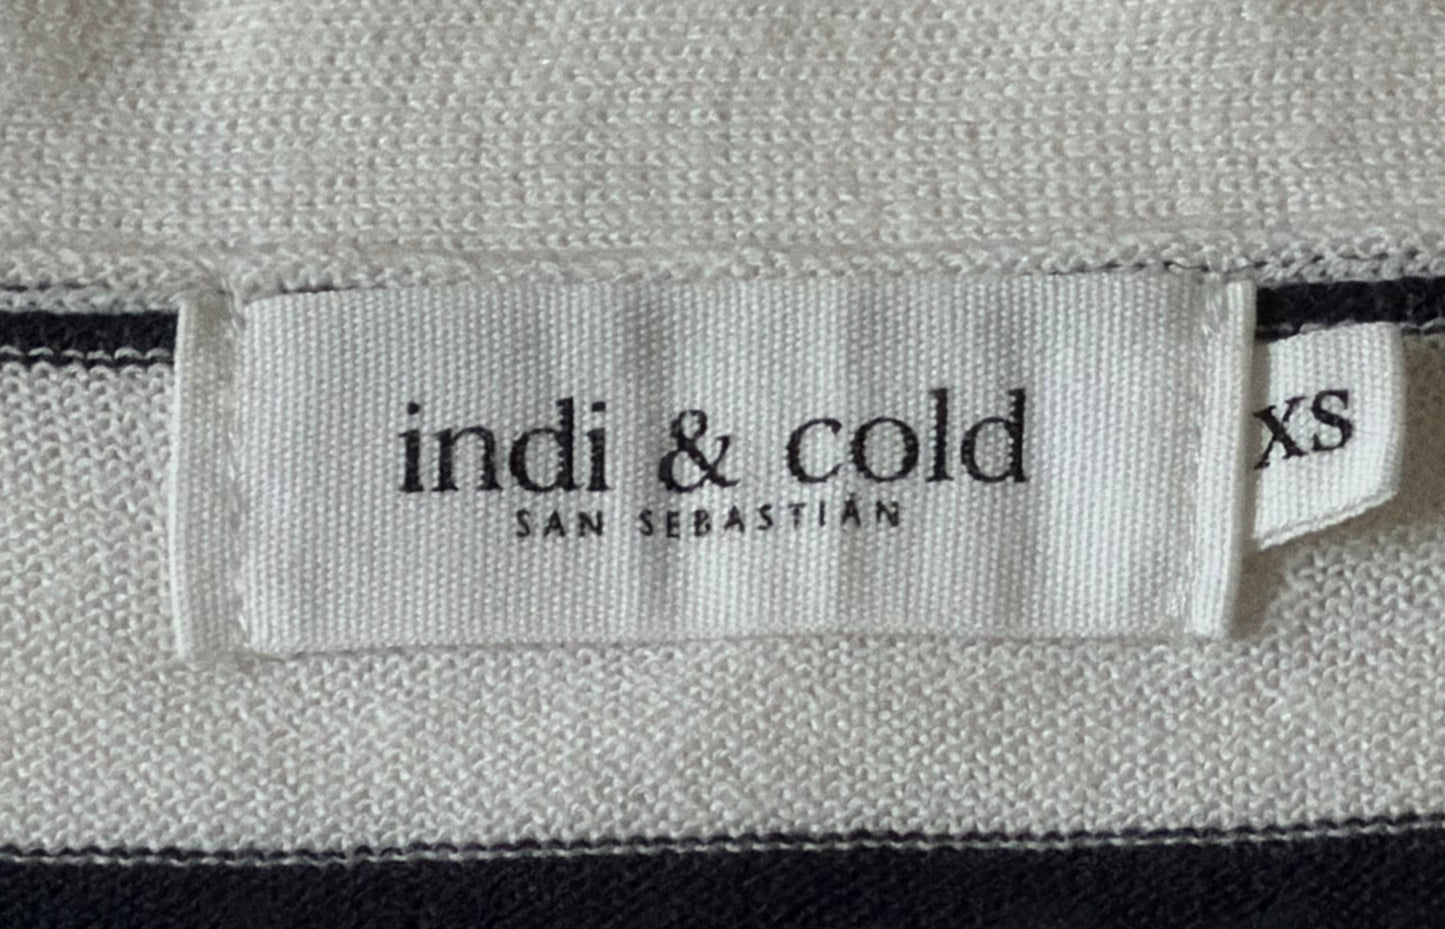 indi & cold
SAN SEBASTIÁN
XS